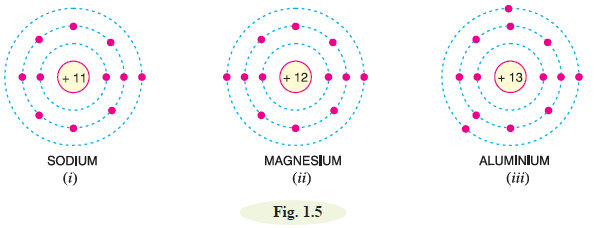 + 11
+ 12
+ 13
SODIUM
MAGNESIUM
ALUMINIUM
(i)
(ii)
(iii)
Fig. 1.5